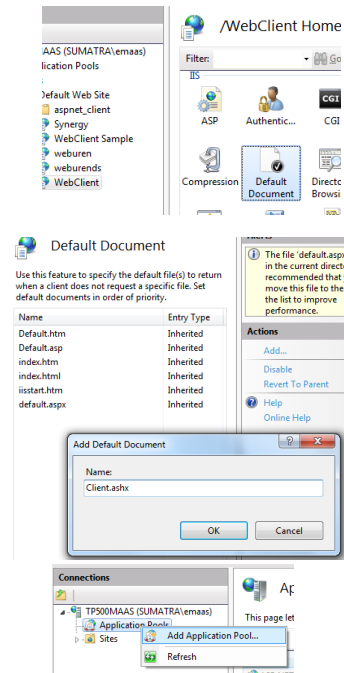 /WebClient Home
IAAS (SUMATRA\emaas)
lication Pools
Default Web Site
aspnet_client
Synergy
WebClient Sample
weburen
weburends
WebClient
Filter:
Go
IIS
CGI
ASP
Authentic...
CGI
Compression
Default
Document
Directo
Browsi
Default Document
Use this feature to specify the default file(s) to return
when a client does not request a specific file. Set
default documents in order of priority.
Name
Entry Type
Default.htm
Inherited
Default.asp
Inherited
index.htm
Inherited
index.html
Inherited
iisstart.htm
Inherited
default.aspx
Inherited
Alerts
The file 'default.aspx
in the current directo
recommended that
move this file to the
the list to improve
performance.
Actions
Add...
Disable
Revert To Parent
Help
Online Help
Add Default Document
Name:
Client.ashx
OK
Cancel
Connections
TP500MAAS (SUMATRA\emaas)
Application Pools
Sites
Add Application Pool...
Refresh
Ap
This page let